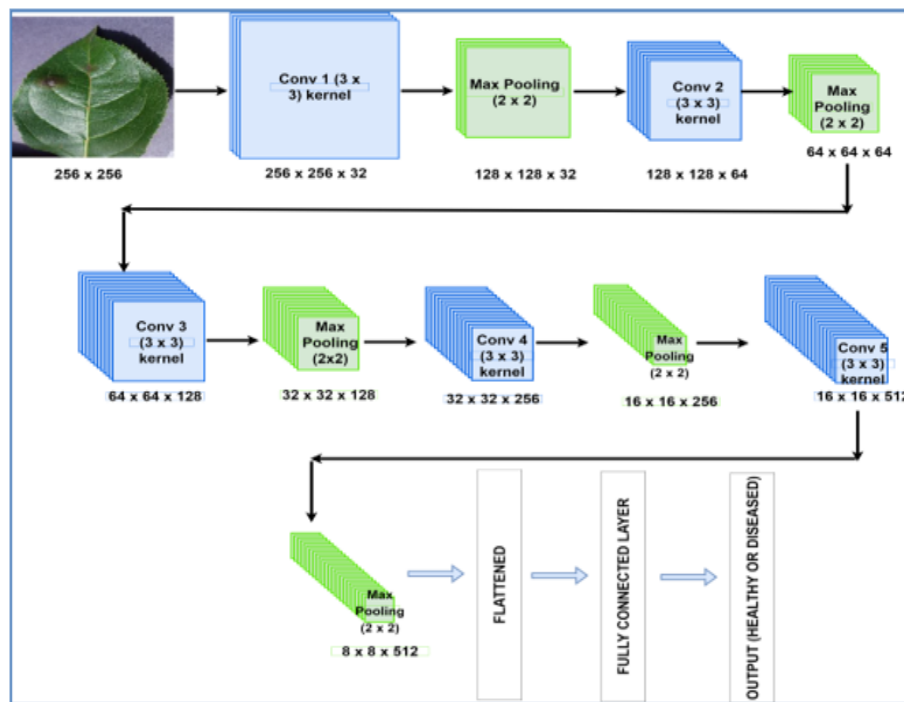 Conv 1 (3 x
3) kernel
Max Pooling
(2 x 2)
Conv 2
(3 x 3)
kernel
Max
Pooling
(2 x 2)
256 x 256
256 x 256 x 32
128 x 128 x 32
128 x 128 x 64
64 x 64 x 64
Conv 3
(3 x 3)
kernel
Max
Pooling
(2x2)
Conv 4
(3 x 3)
kernel
Max
Pooling
(2 x 2)
Conv 5
(3 x 3)
kernel
64 x 64 x 128
32 x 32 x 128
32 x 32 x 256
16 x 16 x 256
16 x 16 x 512
Max
Pooling
(2 x 2)
8 x 8 x 512
FLATTENED
FULLY CONNECTED LAYER
OUTPUT (HEALTHY OR DISEASED)